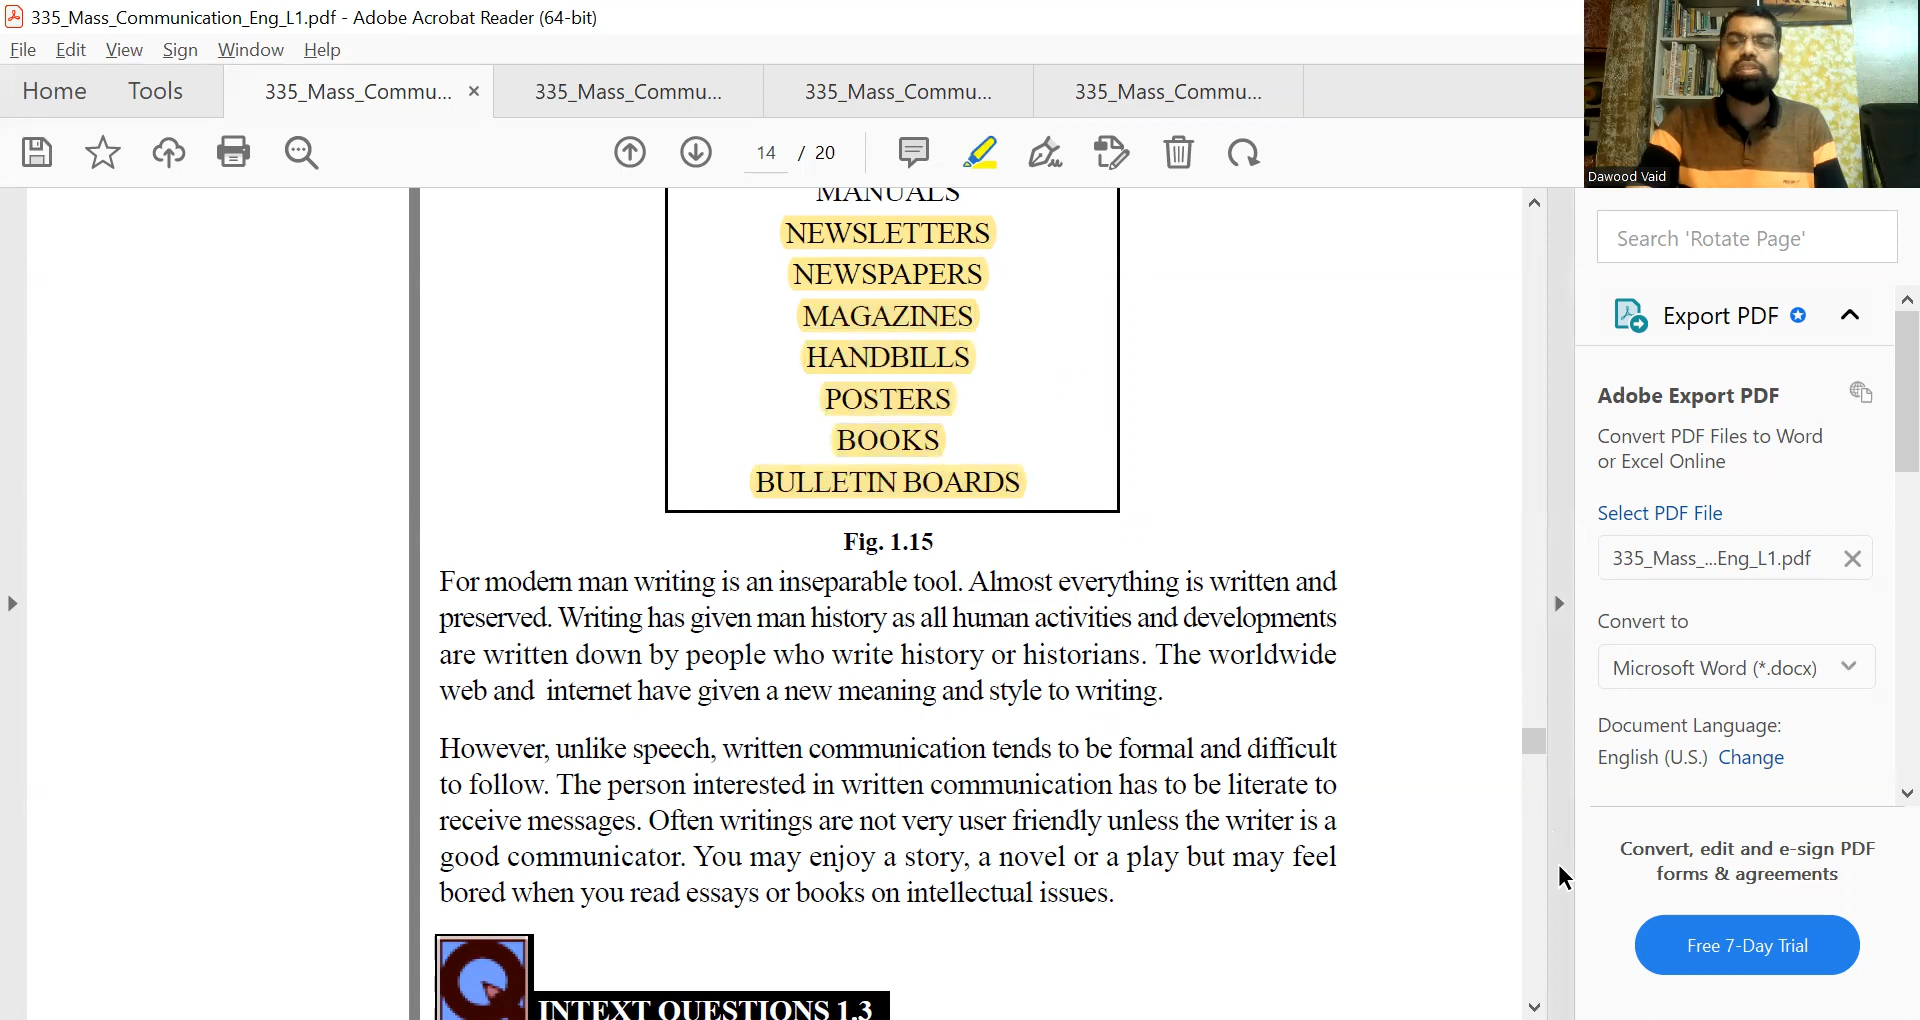 335_Mass_Communication_Eng_L1.pdf - Adobe Acrobat Reader (64-bit)
File Edit View Sign Window Help
Home Tools 335_Mass_Commu... × 335_Mass_Commu... 335_Mass_Commu... 335_Mass_Commu...
14 / 20
Dawood Vaid
MANUALS
NEWSLETTERS
NEWSPAPERS
MAGAZINES
HANDBILLS
POSTERS
BOOKS
BULLETIN BOARDS
Fig. 1.15
For modern man writing is an inseparable tool. Almost everything is written and
preserved. Writing has given man history as all human activities and developments
are written down by people who write history or historians. The worldwide
web and internet have given a new meaning and style to writing.
However, unlike speech, written communication tends to be formal and difficult
to follow. The person interested in written communication has to be literate to
receive messages. Often writings are not very user friendly unless the writer is a
good communicator. You may enjoy a story, a novel or a play but may feel
bored when you read essays or books on intellectual issues.
Q
INTEXT QUESTIONS 1.3
Search 'Rotate Page'
Export PDF
Adobe Export PDF
Convert PDF Files to Word
or Excel Online
Select PDF File
335_Mass_...Eng_L1.pdf
Convert to
Microsoft Word (*.docx)
Document Language:
English (U.S.) Change
Convert, edit and e-sign PDF
forms & agreements
Free 7-Day Trial